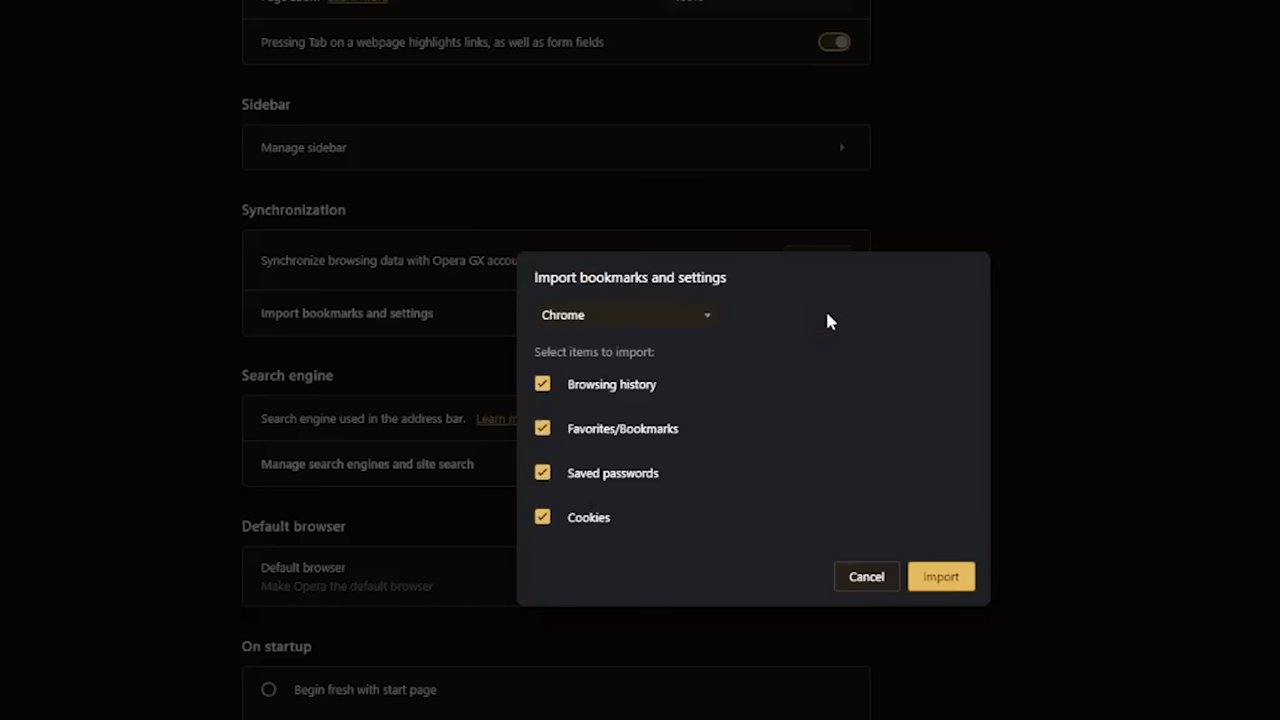 Pressing Tab on a webpage highlights links, as well as form fields
Sidebar
Manage sidebar
Synchronization
Synchronize browsing data with Opera GX accou
Import bookmarks and settings
Search engine
Search engine used in the address bar. Learn m
Manage search engines and site search
Default browser
Default browser
Make Opera the default browser
On startup
Begin fresh with start page
Import bookmarks and settings
Chrome
Select items to import:
Browsing history
Favorites/Bookmarks
Saved passwords
Cookies
Cancel Import